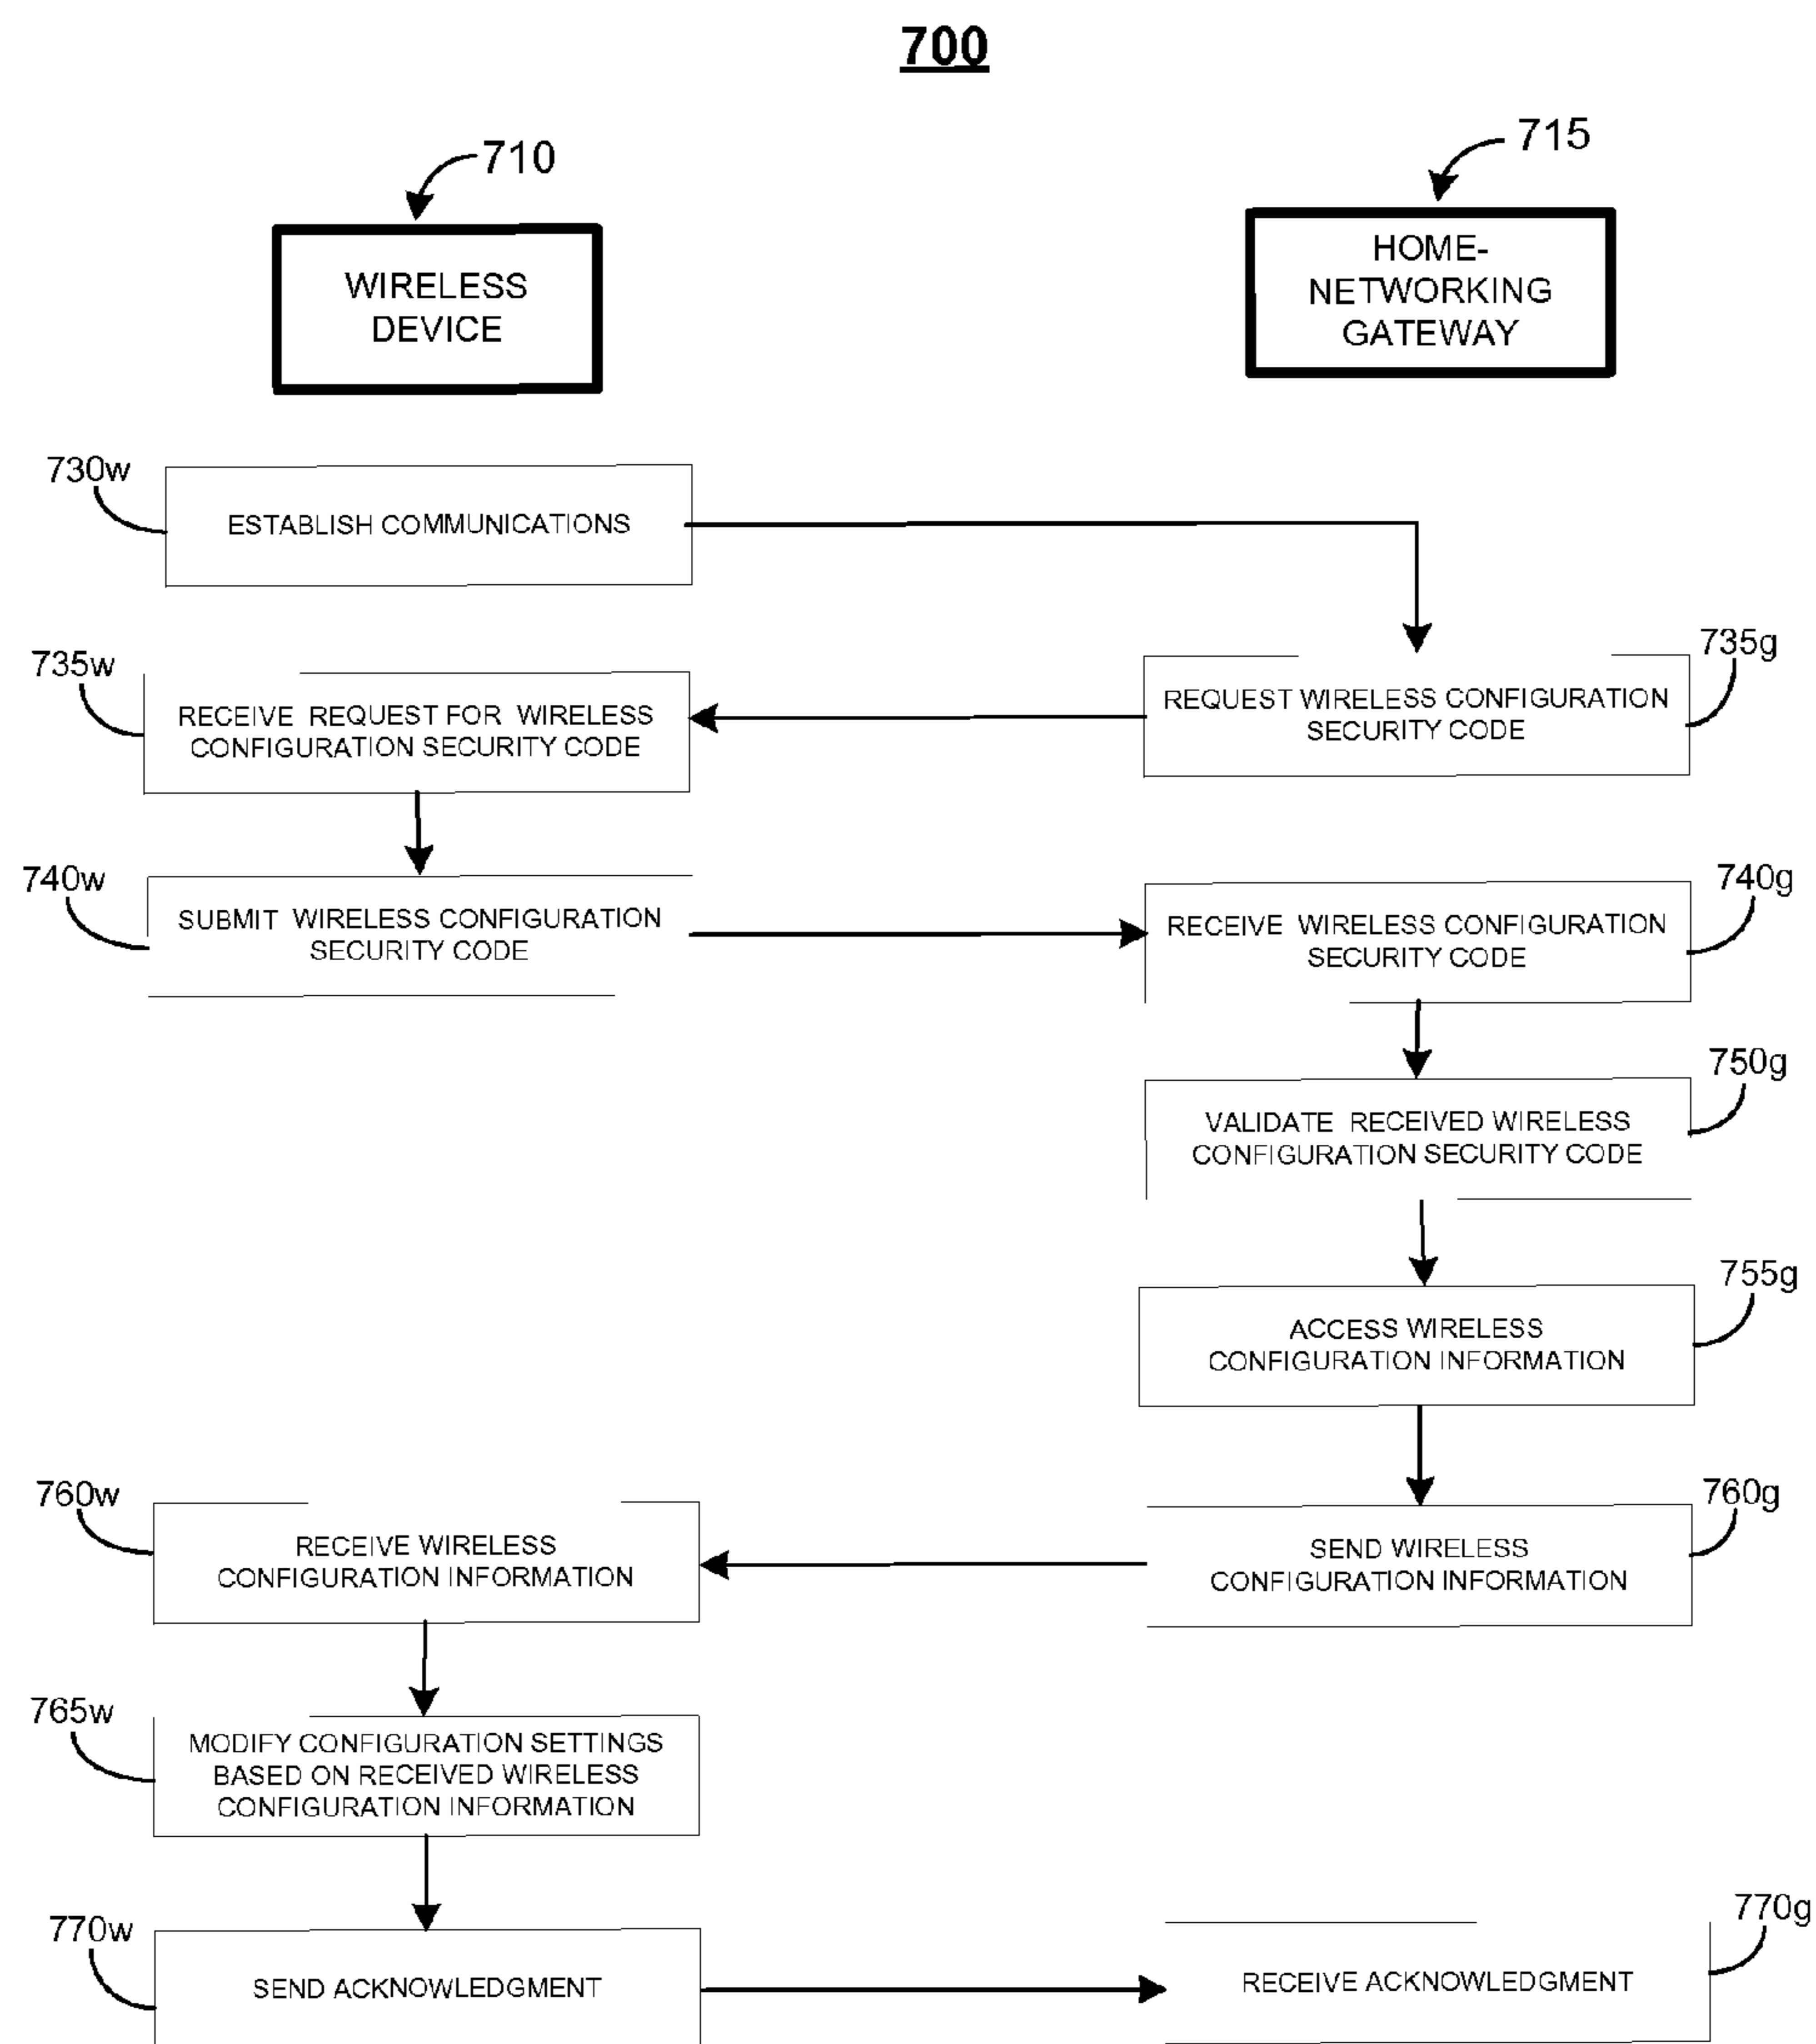 700
710
715
WIRELESS
DEVICE
HOME-
NETWORKING
GATEWAY
730w
ESTABLISH COMMUNICATIONS
735w
RECEIVE REQUEST FOR WIRELESS
CONFIGURATION SECURITY CODE
735g
REQUEST WIRELESS CONFIGURATION
SECURITY CODE
740w
SUBMIT WIRELESS CONFIGURATION
SECURITY CODE
740g
RECEIVE WIRELESS CONFIGURATION
SECURITY CODE
750g
VALIDATE RECEIVED WIRELESS
CONFIGURATION SECURITY CODE
755g
ACCESS WIRELESS
CONFIGURATION INFORMATION
760w
RECEIVE WIRELESS
CONFIGURATION INFORMATION
760g
SEND WIRELESS
CONFIGURATION INFORMATION
765w
MODIFY CONFIGURATION SETTINGS
BASED ON RECEIVED WIRELESS
CONFIGURATION INFORMATION
770w
SEND ACKNOWLEDGMENT
770g
RECEIVE ACKNOWLEDGMENT